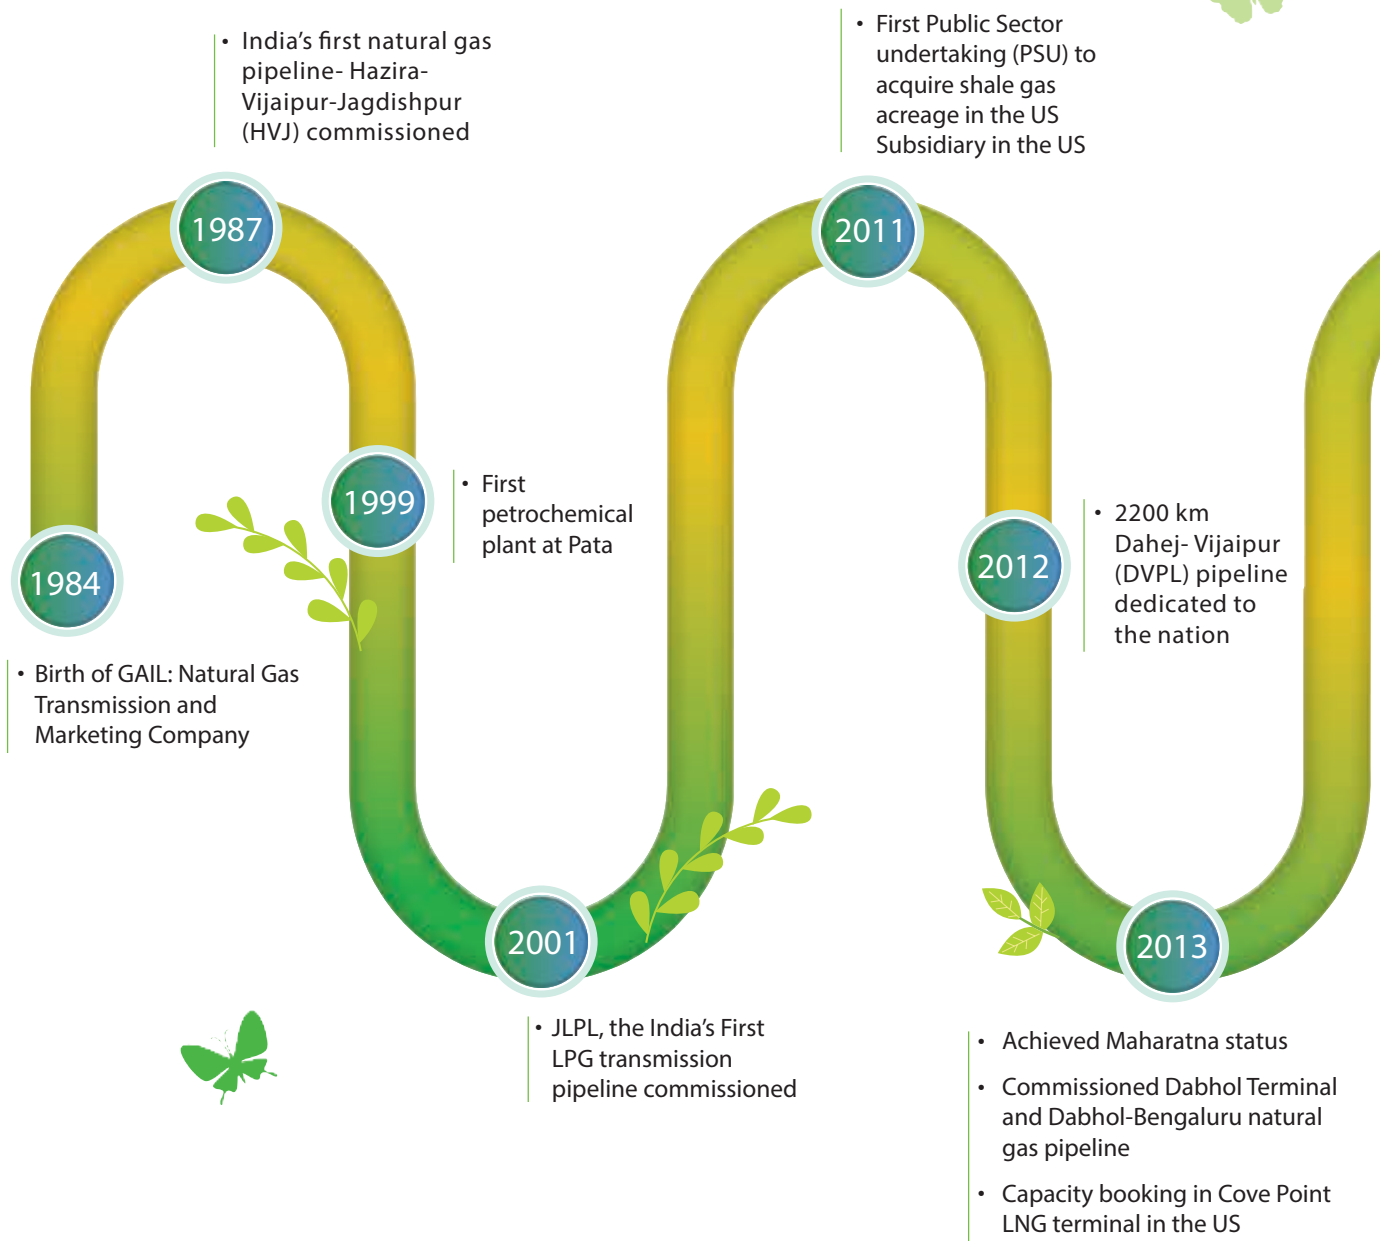 1984
• Birth of GAIL: Natural Gas
Transmission and
Marketing Company
• India’s first natural gas
pipeline- Hazira-
Vijaipur-Jagdishpur
(HVJ) commissioned
1987
1999
• First
petrochemical
plant at Pata
2001
• JLPL, the India’s First
LPG transmission
pipeline commissioned
• First Public Sector
undertaking (PSU) to
acquire shale gas
acreage in the US
Subsidiary in the US
2011
2012
• 2200 km
Dahej- Vijaipur
(DVPL) pipeline
dedicated to
the nation
2013
• Achieved Maharatna status
• Commissioned Dabhol Terminal
and Dabhol-Bengaluru natural
gas pipeline
• Capacity booking in Cove Point
LNG terminal in the US